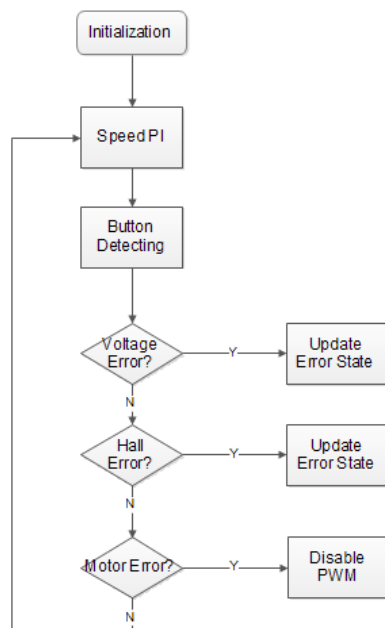 Initialization
Speed PI
Button
Detecting
Voltage
Error?
Y
Update
Error State
N
Hall
Error?
Y
Update
Error State
N
Motor Error?
Y
Disable
PWM
N